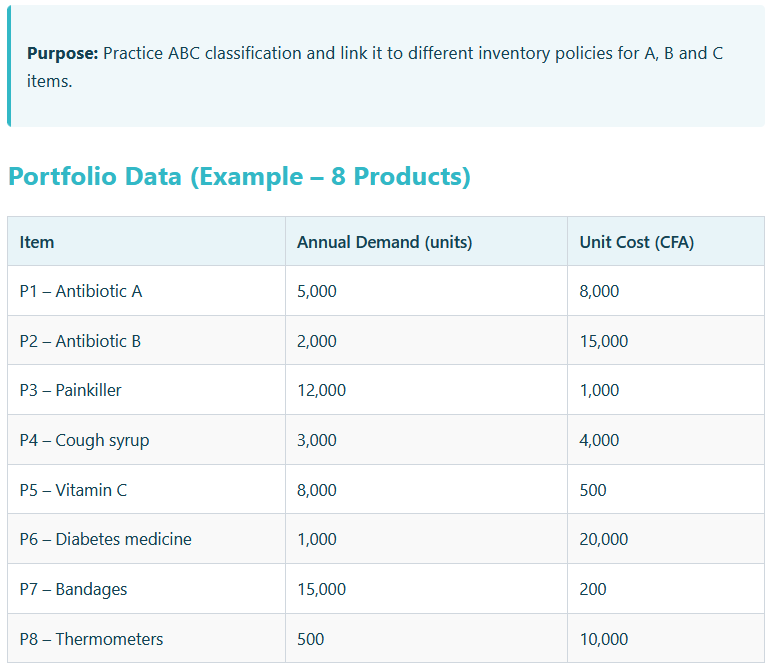 Purpose: Practice ABC classification and link it to different inventory policies for A, B and C
items.
Portfolio Data (Example – 8 Products)
Item Annual Demand (units) Unit Cost (CFA)
P1 – Antibiotic A 5,000 8,000
P2 – Antibiotic B 2,000 15,000
P3 – Painkiller 12,000 1,000
P4 – Cough syrup 3,000 4,000
P5 – Vitamin C 8,000 500
P6 – Diabetes medicine 1,000 20,000
P7 – Bandages 15,000 200
P8 – Thermometers 500 10,000